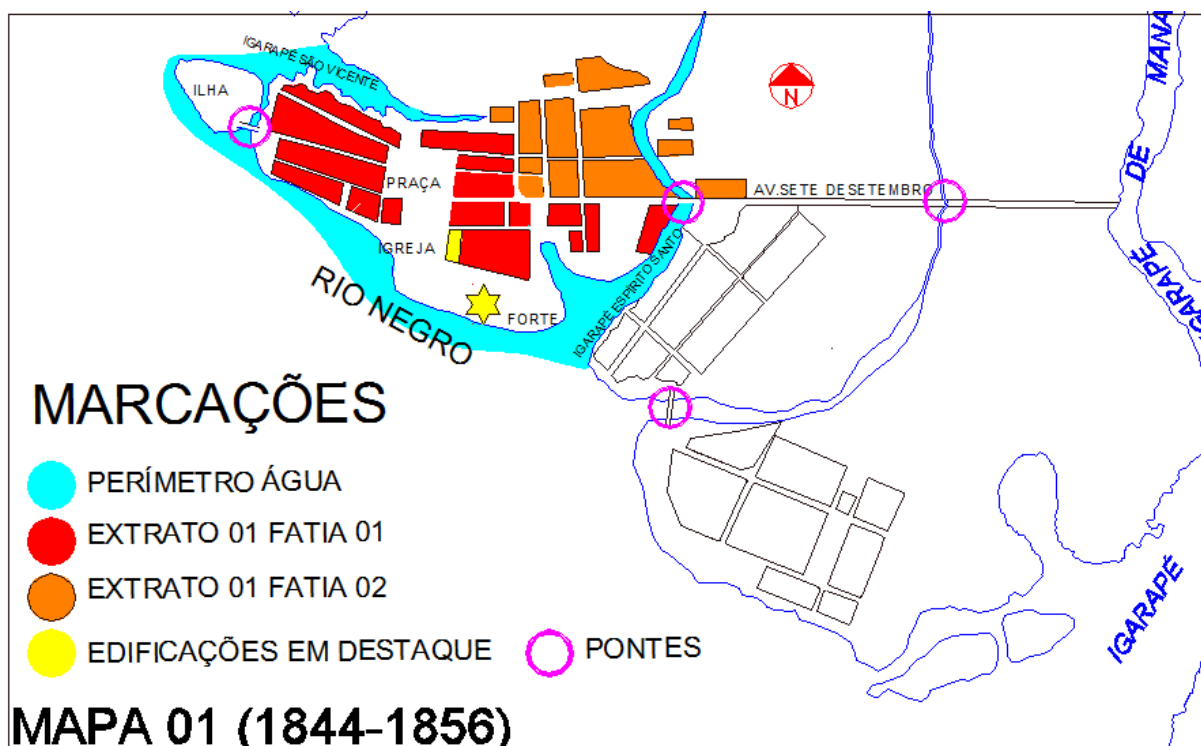 IGARAPÉ SÃO VICENTE
ILHA
N
MANA
DE
IGARAPÉ
PRAÇA
AV.SETE DE SETEMBRO
IGREJA
IGARAPÉ ESPÍRITO SANTO
RIO NEGRO
FORTE
MARCAÇÕES
PERÍMETRO ÁGUA
EXTRATO 01 FATIA 01
EXTRATO 01 FATIA 02
EDIFICAÇÕES EM DESTAQUE
PONTES
IGARAPÉ
MAPA 01 (1844-1856)